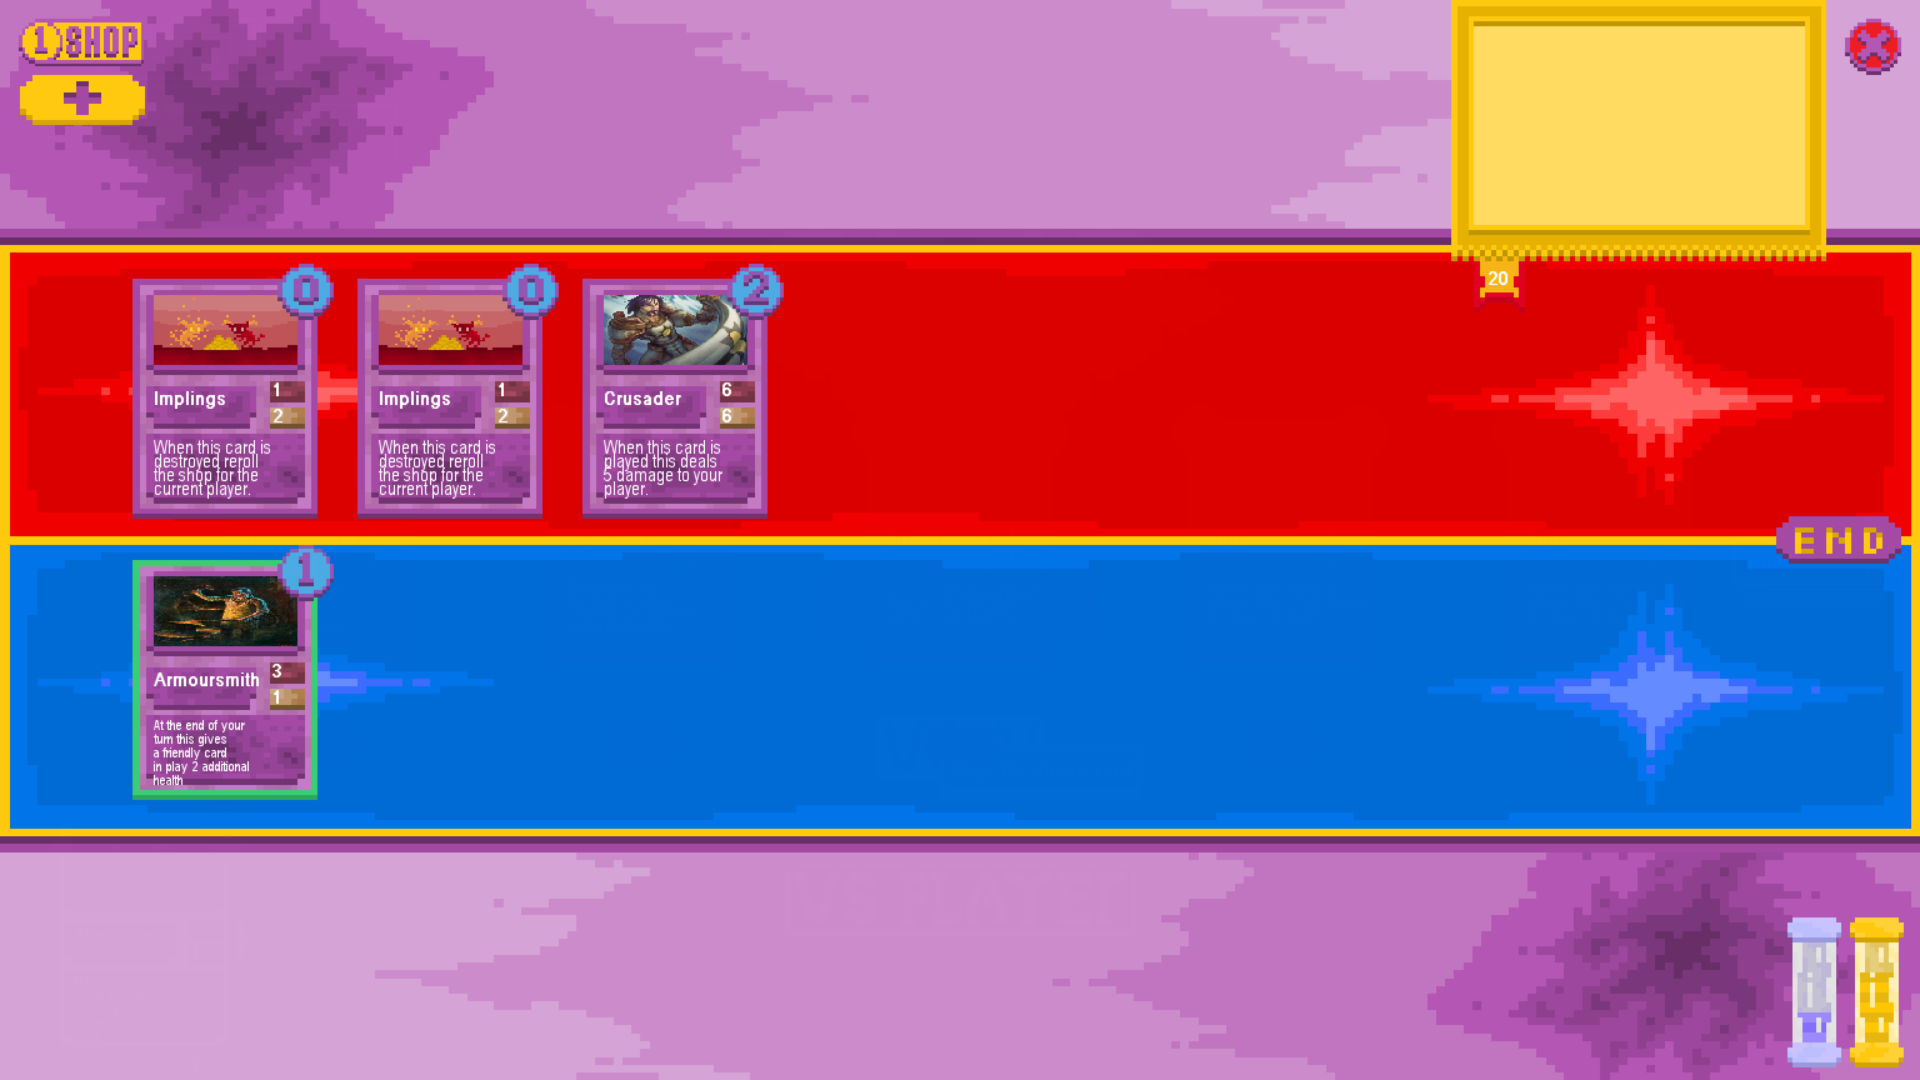 1 SHOP
+
20
0
Implings
1
2
When this card is
destroyed reroll
the shop for the
current player.
0
Implings
1
2
When this card is
destroyed reroll
the shop for the
current player.
2
Crusader
6
6
When this card is
played this deals
5 damage to your
player.
END
1
Armoursmith
3
1
At the end of your
turn this gives
a friendly card
in play 2 additional
health